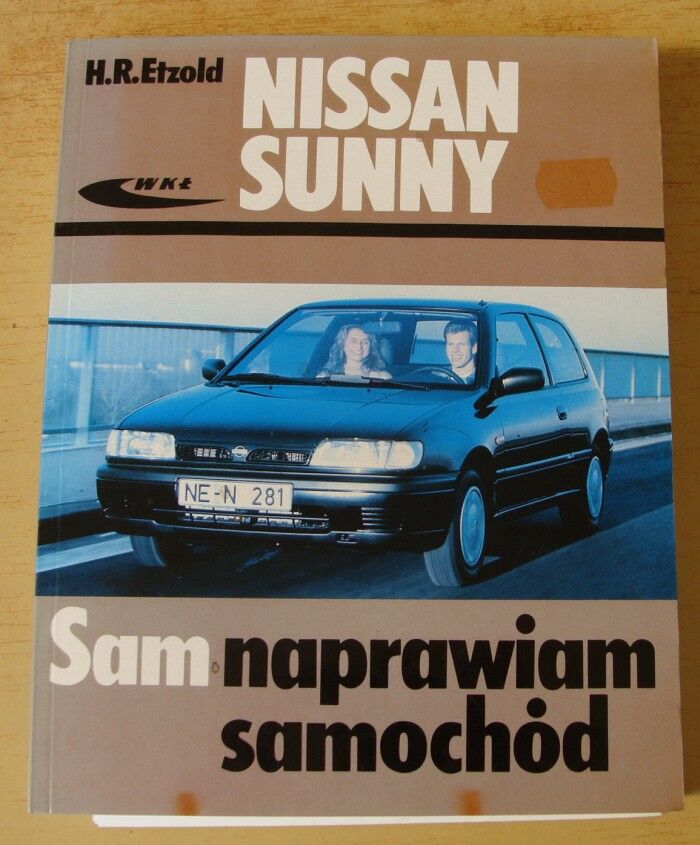 H.R.Etzold
NISSAN
SUNNY
WKŁ
NE-N 281
Sam naprawiam
samochód